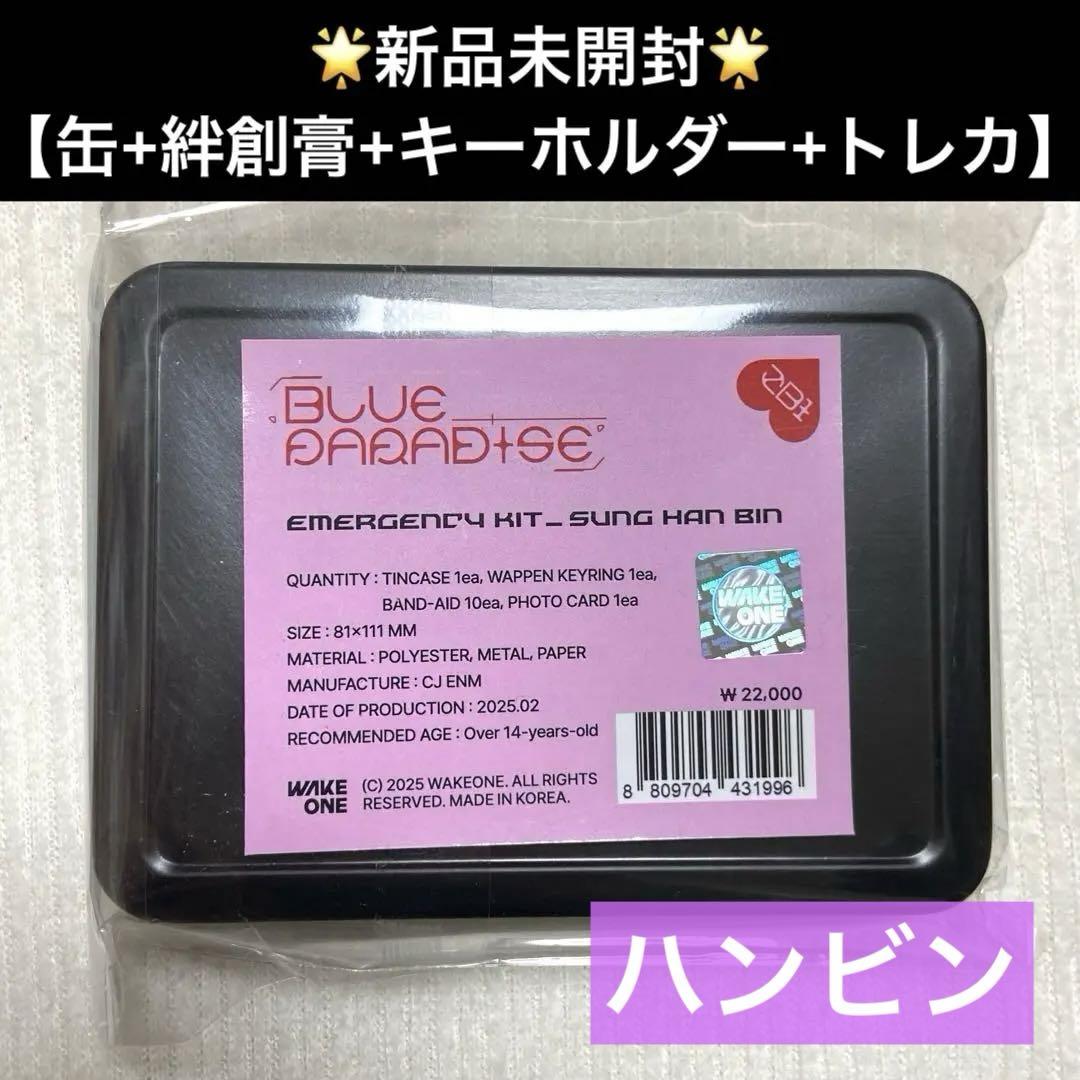 🌟新品未開封🌟
【缶+絆創膏+キーホルダー+トレカ】
BLUE
PARADISE
ZB1
EMERGENCY KIT_ SUNG HAN BIN
QUANTITY : TINCASE 1ea, WAPPEN KEYRING 1ea,
BAND-AID 10ea, PHOTO CARD 1ea
SIZE : 81×111 MM
MATERIAL : POLYESTER, METAL, PAPER
MANUFACTURE : CJ ENM
DATE OF PRODUCTION : 2025.02
RECOMMENDED AGE : Over 14-years-old
WAKE
ONE
₩ 22,000
8 809704 431996
WAKE
ONE
(C) 2025 WAKEONE. ALL RIGHTS
RESERVED. MADE IN KOREA.
ハンビン